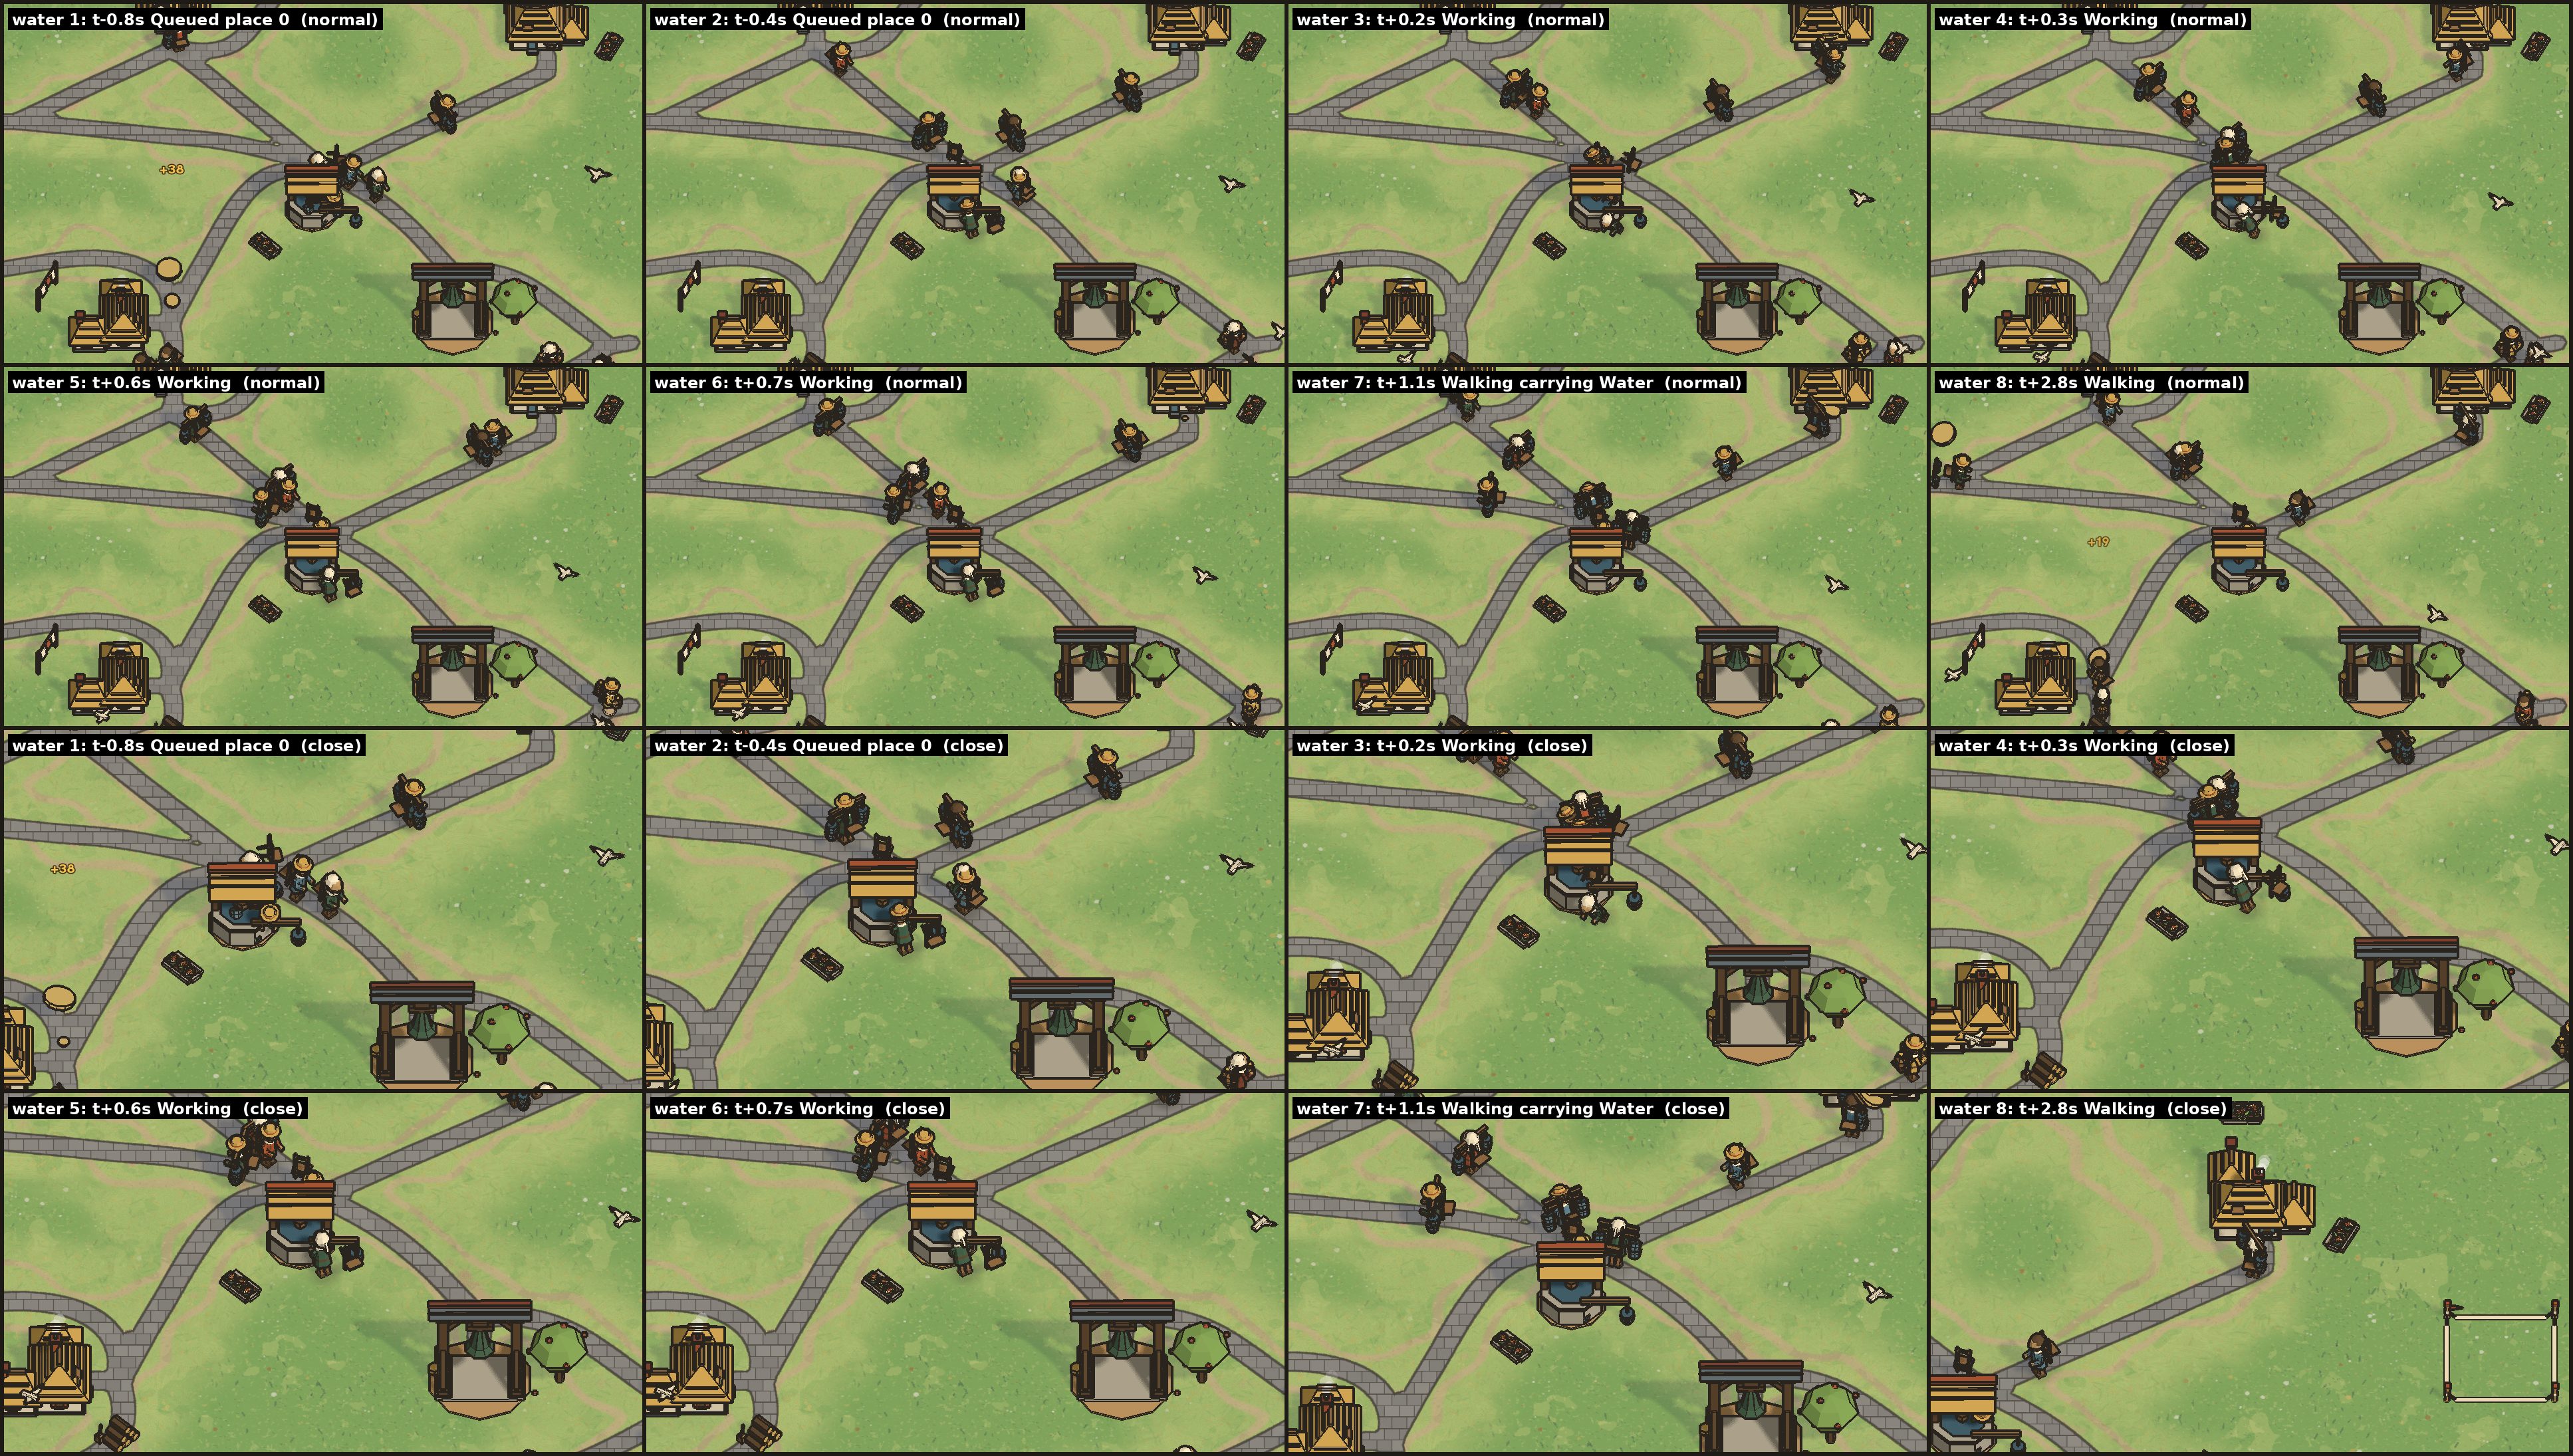 water 1: t-0.8s Queued place 0 (normal)
water 2: t-0.4s Queued place 0 (normal)
water 3: t+0.2s Working (normal)
water 4: t+0.3s Working (normal)
+38
water 5: t+0.6s Working (normal)
water 6: t+0.7s Working (normal)
water 7: t+1.1s Walking carrying Water (normal)
water 8: t+2.8s Walking (normal)
+19
water 1: t-0.8s Queued place 0 (close)
water 2: t-0.4s Queued place 0 (close)
water 3: t+0.2s Working (close)
water 4: t+0.3s Working (close)
+38
water 5: t+0.6s Working (close)
water 6: t+0.7s Working (close)
water 7: t+1.1s Walking carrying Water (close)
water 8: t+2.8s Walking (close)